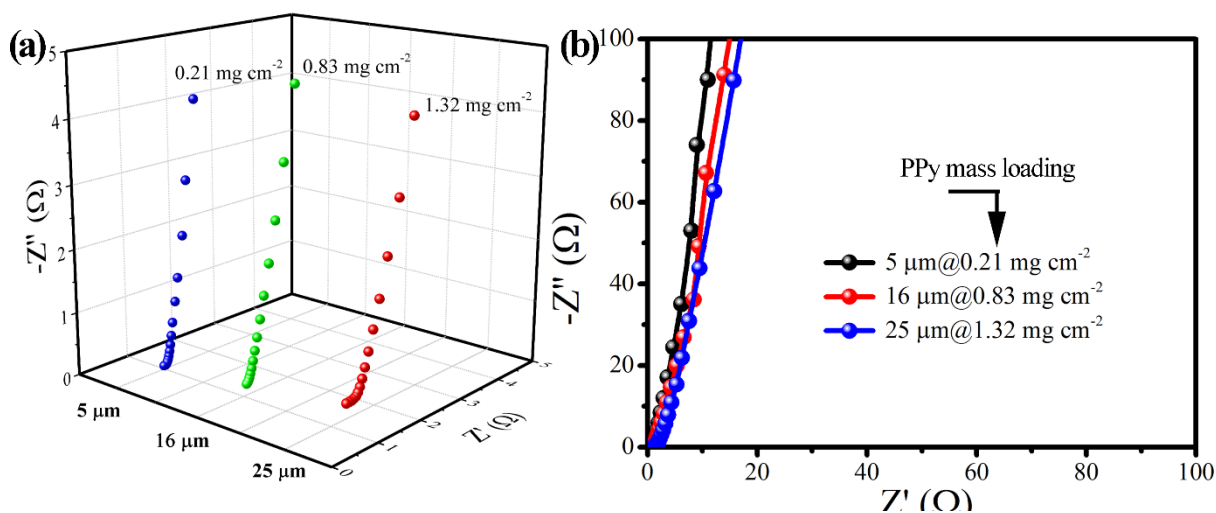 (a)
5
4
3
2
1
0
-Z'' (Ω)
0.21 mg cm⁻²
0.83 mg cm⁻²
1.32 mg cm⁻²
5 μm
16 μm
25 μm
0
1
2
3
4
5
Z' (Ω)
(b)
100
80
60
40
20
0
-Z'' (Ω)
PPy mass loading
5 μm@0.21 mg cm⁻²
16 μm@0.83 mg cm⁻²
25 μm@1.32 mg cm⁻²
0
20
40
60
80
100
Z' (Ω)